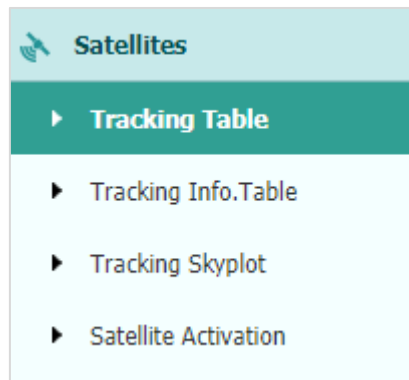 Satellites
Tracking Table
Tracking Info.Table
Tracking Skyplot
Satellite Activation